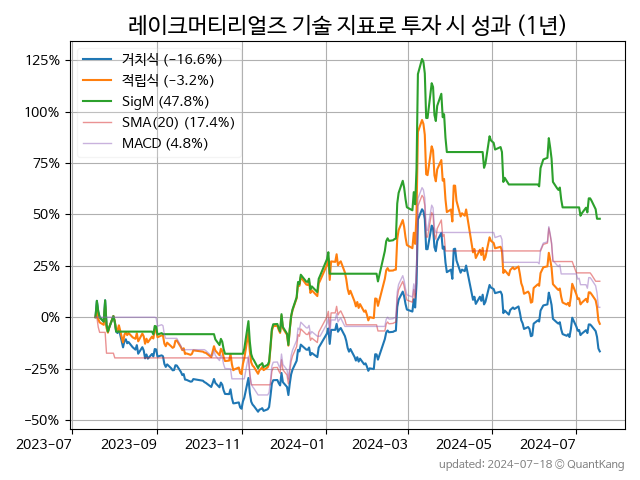 레이크머티리얼즈 기술 지표로 투자 시 성과 (1년)
거치식 (-16.6%)
적립식 (-3.2%)
SigM (47.8%)
SMA(20) (17.4%)
MACD (4.8%)
125%
100%
75%
50%
25%
0%
−25%
−50%
2023-07 2023-09 2023-11 2024-01 2024-03 2024-05 2024-07
updated: 2024-07-18 © QuantKang